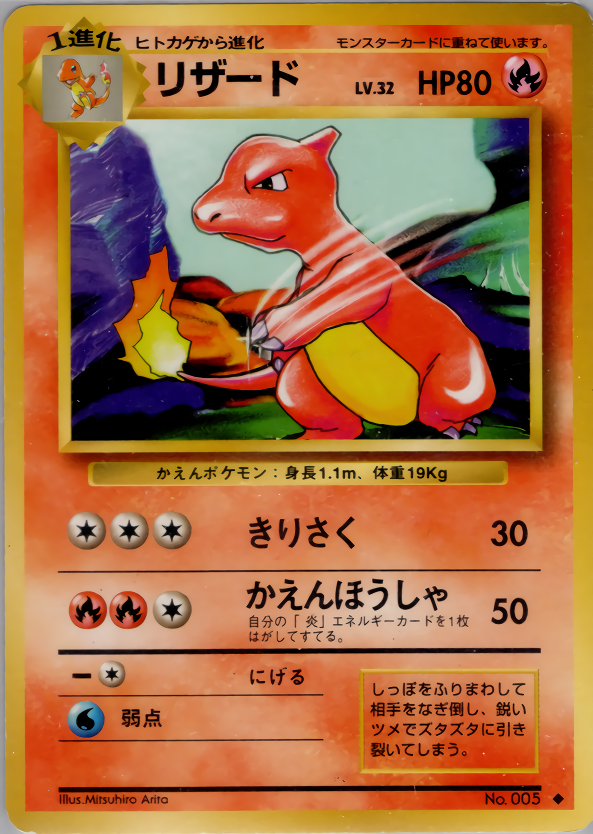 1進化 ヒトカゲから進化 モンスターカードに重ねて使います。
リザード LV.32 HP80
かえんポケモン：身長1.1m、体重19Kg
きりさく 30
かえんほうしゃ 50
自分の「炎」エネルギーカードを1枚
はがしてすてる。
ー にげる
弱点
しっぽをふりまわして
相手をなぎ倒し、鋭い
ツメでズタズタに引き
裂いてしまう。
Illus.Mitsuhiro Arita No. 005